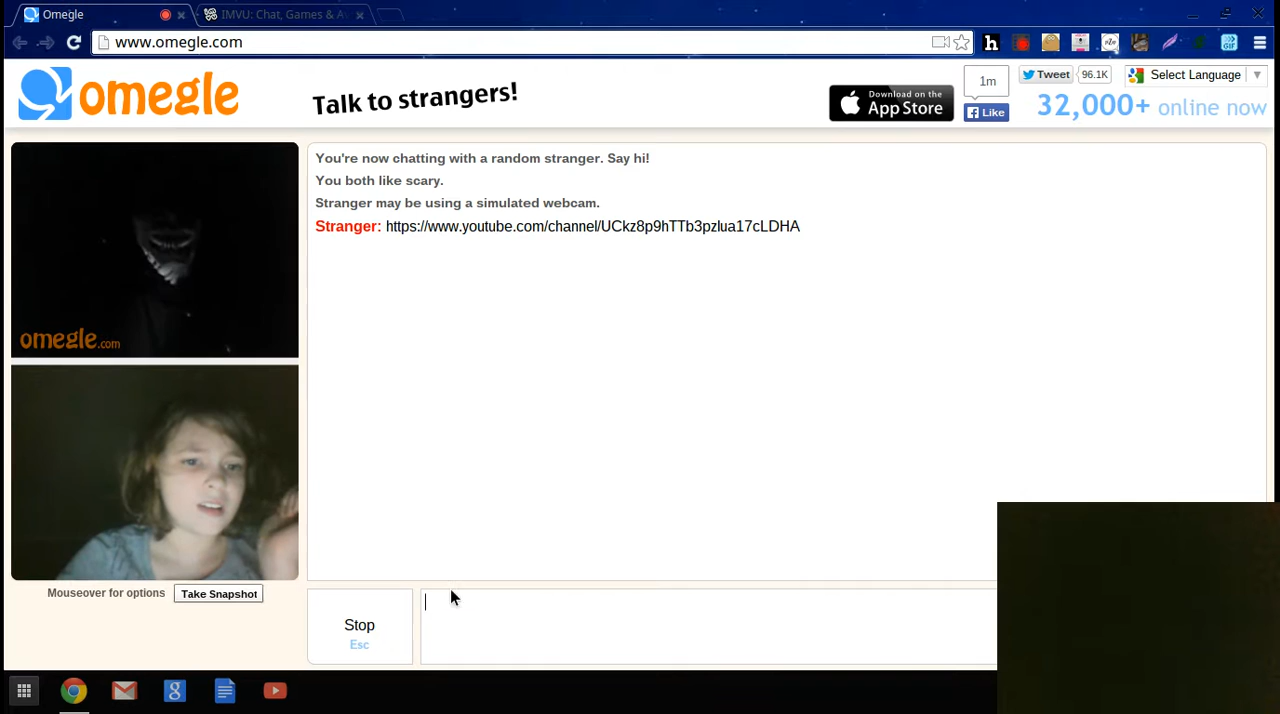 Omegle
IMVU: Chat, Games & Av
www.omegle.com
omegle
Talk to strangers!
Download on the
App Store
1m
Like
Tweet
96.1K
Select Language
32,000+ online now
omegle.com
You're now chatting with a random stranger. Say hi!
You both like scary.
Stranger may be using a simulated webcam.
Stranger: https://www.youtube.com/channel/UCkz8p9hTTb3pzlua17cLDHA
Mouseover for options
Take Snapshot
Stop
Esc